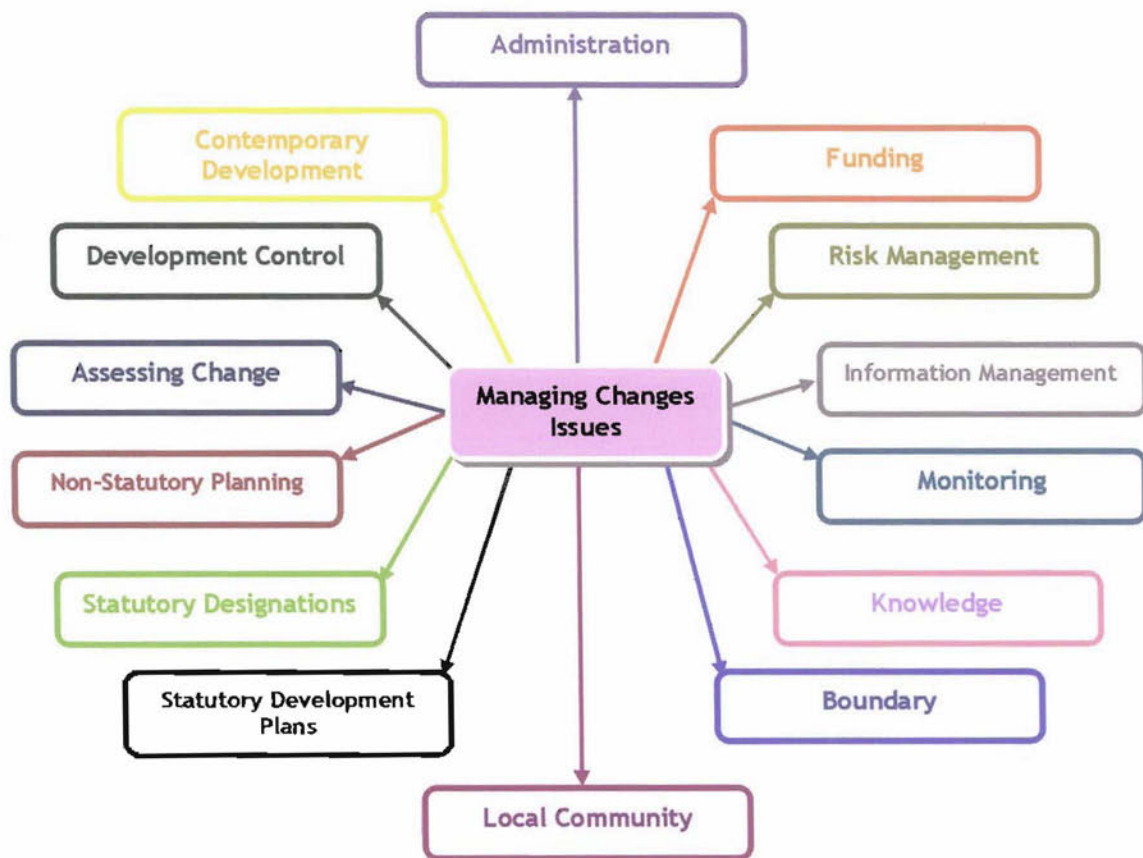 Administration
Contemporary
Development
Funding
Development Control
Risk Management
Assessing Change
Information Management
Managing Changes
Issues
Non-Statutory Planning
Monitoring
Statutory Designations
Knowledge
Statutory Development
Plans
Boundary
Local Community